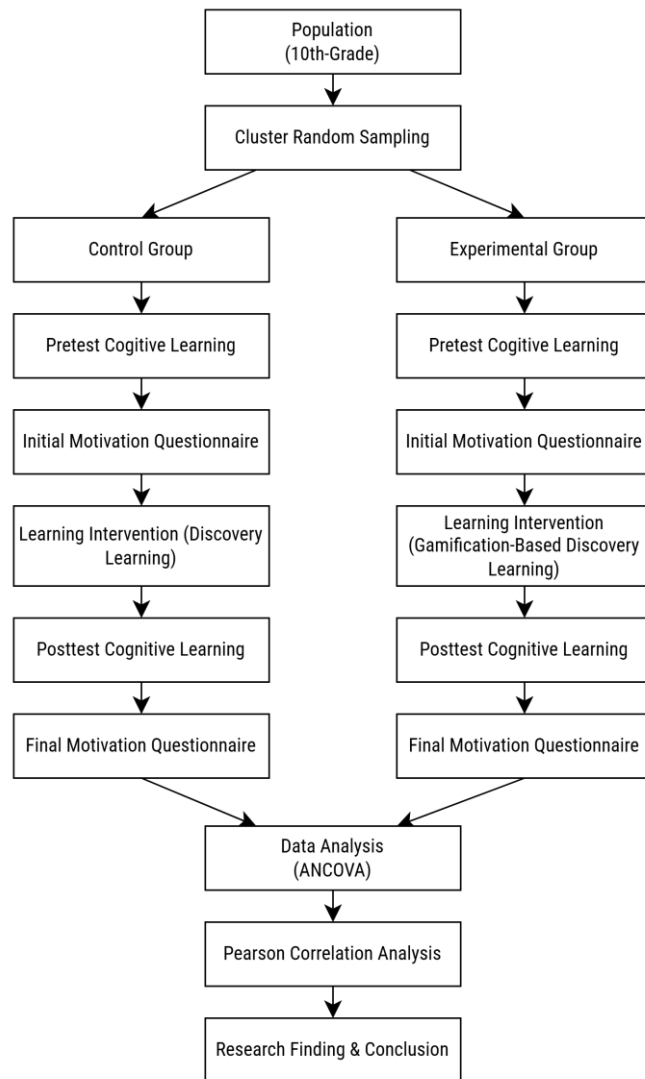 Population
(10th-Grade)
Cluster Random Sampling
Control Group
Experimental Group
Pretest Cogitive Learning
Pretest Cogitive Learning
Initial Motivation Questionnaire
Initial Motivation Questionnaire
Learning Intervention (Discovery
Learning)
Learning Intervention
(Gamification-Based Discovery
Learning)
Posttest Cognitive Learning
Posttest Cognitive Learning
Final Motivation Questionnaire
Final Motivation Questionnaire
Data Analysis
(ANCOVA)
Pearson Correlation Analysis
Research Finding & Conclusion